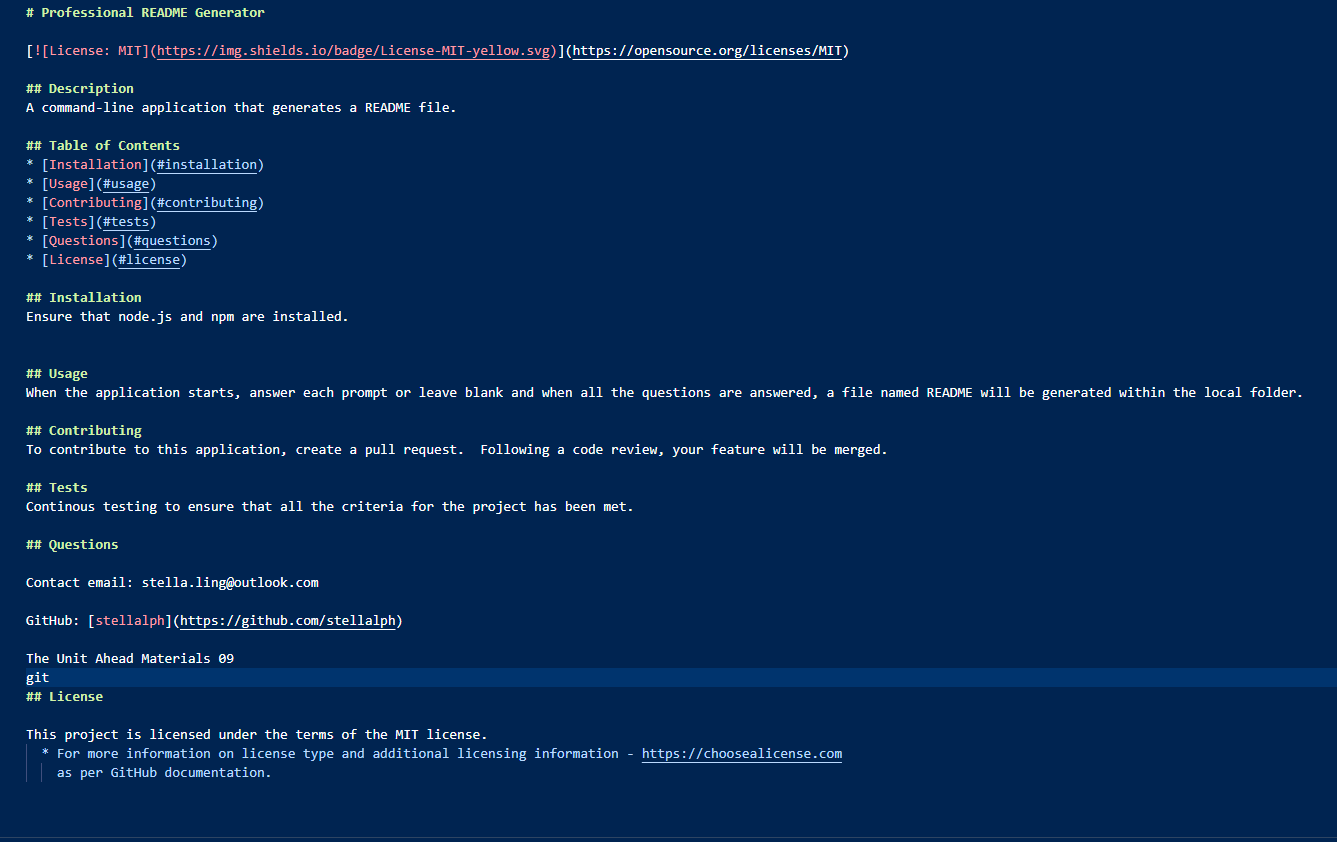 # Professional README Generator
[![License: MIT](https://img.shields.io/badge/License-MIT-yellow.svg)](https://opensource.org/licenses/MIT)
## Description
A command-line application that generates a README file.
## Table of Contents
* [Installation](#installation)
* [Usage](#usage)
* [Contributing](#contributing)
* [Tests](#tests)
* [Questions](#questions)
* [License](#license)
## Installation
Ensure that node.js and npm are installed.
## Usage
When the application starts, answer each prompt or leave blank and when all the questions are answered, a file named README will be generated within the local folder.
## Contributing
To contribute to this application, create a pull request.  Following a code review, your feature will be merged.
## Tests
Continous testing to ensure that all the criteria for the project has been met.
## Questions
Contact email: stella.ling@outlook.com
GitHub: [stellalph](https://github.com/stellalph)
The Unit Ahead Materials 09
git
## License
This project is licensed under the terms of the MIT license.
* For more information on license type and additional licensing information - https://choosealicense.com
as per GitHub documentation.